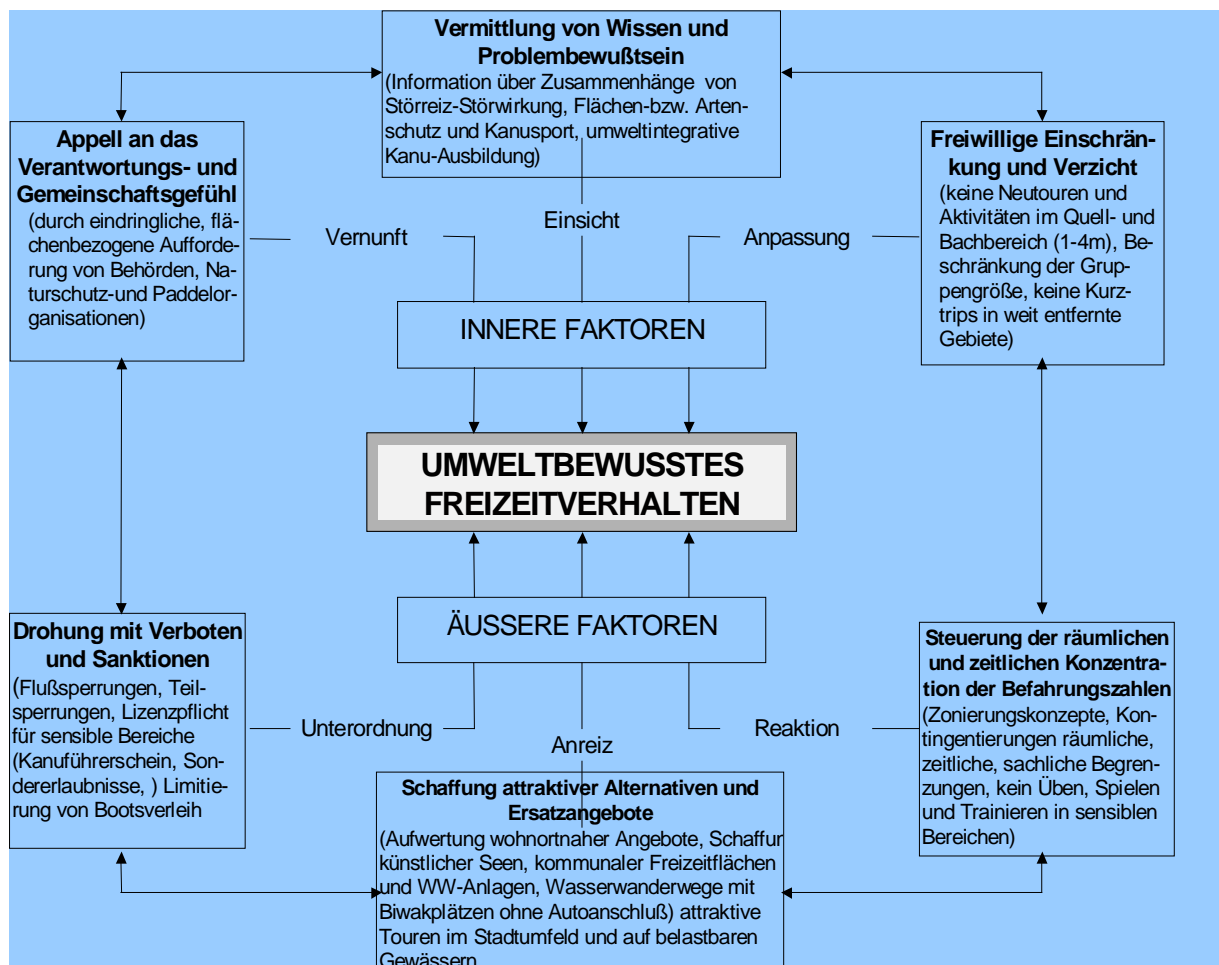 Vermittlung von Wissen und
Problembewußtsein
(Information über Zusammenhänge von
Störreiz-Störwirkung, Flächen-bzw. Arten-
schutz und Kanusport, umweltintegrative
Kanu-Ausbildung)
Appell an das
Verantwortungs- und
Gemeinschaftsgefühl
(durch eindringliche, flä-
chenbezogene Aufforde-
rung von Behörden, Na-
turschutz-und Paddelor-
ganisationen)
Freiwillige Einschrän-
kung und Verzicht
(keine Neutouren und
Aktivitäten im Quell- und
Bachbereich (1-4m), Be-
schränkung der Grup-
pengröße, keine Kurz-
trips in weit entfernte
Gebiete)
Vernunft
Einsicht
Anpassung
INNERE FAKTOREN
UMWELTBEWUSSTES
FREIZEITVERHALTEN
ÄUSSERE FAKTOREN
Drohung mit Verboten
und Sanktionen
(Flußsperrungen, Teil-
sperrungen, Lizenzpflicht
für sensible Bereiche
(Kanuführerschein, Son-
dererlaubnisse, ) Limitie-
rung von Bootsverleih
Unterordnung
Anreiz
Reaktion
Steuerung der räumlichen
und zeitlichen Konzentra-
tion der Befahrungszahlen
(Zonierungskonzepte, Kon-
tingentierungen räumliche,
zeitliche, sachliche Begren-
zungen, kein Üben, Spielen
und Trainieren in sensiblen
Bereichen)
Schaffung attraktiver Alternativen und
Ersatzangebote
(Aufwertung wohnortnaher Angebote, Schaffur
künstlicher Seen, kommunaler Freizeitflächen
und WW-Anlagen, Wasserwanderwege mit
Biwakplätzen ohne Autoanschluß) attraktive
Touren im Stadtumfeld und auf belastbaren
Gewässern